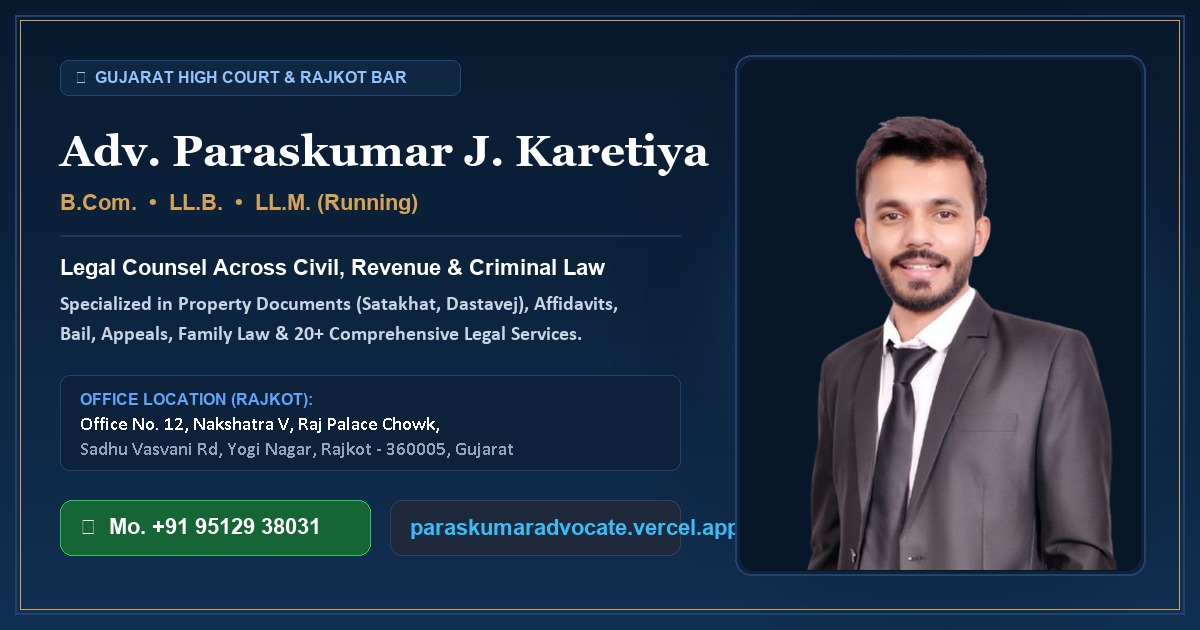 GUJARAT HIGH COURT & RAJKOT BAR
Adv. Paraskumar J. Karetiya
B.Com. • LL.B. • LL.M. (Running)
Legal Counsel Across Civil, Revenue & Criminal Law
Specialized in Property Documents (Satakhat, Dastavej), Affidavits,
Bail, Appeals, Family Law & 20+ Comprehensive Legal Services.
OFFICE LOCATION (RAJKOT):
Office No. 12, Nakshatra V, Raj Palace Chowk,
Sadhu Vasvani Rd, Yogi Nagar, Rajkot - 360005, Gujarat
Mo. +91 95129 38031
paraskumaradvocate.vercel.app